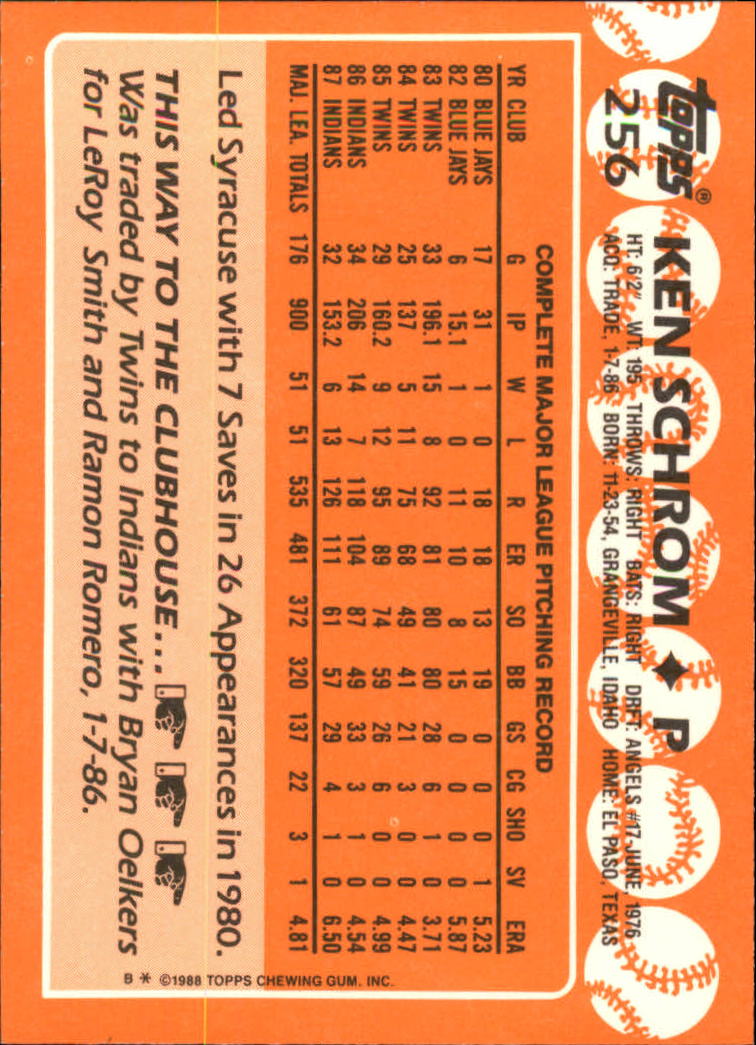 topps®
256
KEN SCHROM ♦ P
HT: 6'2" WT: 195 THROWS: RIGHT BATS: RIGHT DRFT: ANGELS #17-JUNE, 1976
ACQ: TRADE, 1-7-86 BORN: 11-23-54, GRANGEVILLE, IDAHO HOME: EL PASO, TEXAS
COMPLETE MAJOR LEAGUE PITCHING RECORD
YR CLUB G IP W L R ER SO BB GS CG SHO SV ERA
80 BLUE JAYS 17 31 1 0 18 18 13 19 0 0 0 1 5.23
82 BLUE JAYS 6 15.1 1 0 11 10 8 15 0 0 0 0 5.87
83 TWINS 33 196.1 15 8 92 81 80 80 28 6 1 0 3.71
84 TWINS 25 137 5 11 75 68 49 41 21 3 0 0 4.47
85 TWINS 29 160.2 9 12 95 89 74 59 26 6 0 0 4.99
86 INDIANS 34 206 14 7 118 104 87 49 33 3 1 0 4.54
87 INDIANS 32 153.2 6 13 126 111 61 57 29 4 1 0 6.50
MAJ. LEA. TOTALS 176 900 51 51 535 481 372 320 137 22 3 1 4.81
Led Syracuse with 7 Saves in 26 Appearances in 1980.
THIS WAY TO THE CLUBHOUSE...
Was traded by Twins to Indians with Bryan Oelkers
for LeRoy Smith and Ramon Romero, 1-7-86.
B * ©1988 TOPPS CHEWING GUM. INC.